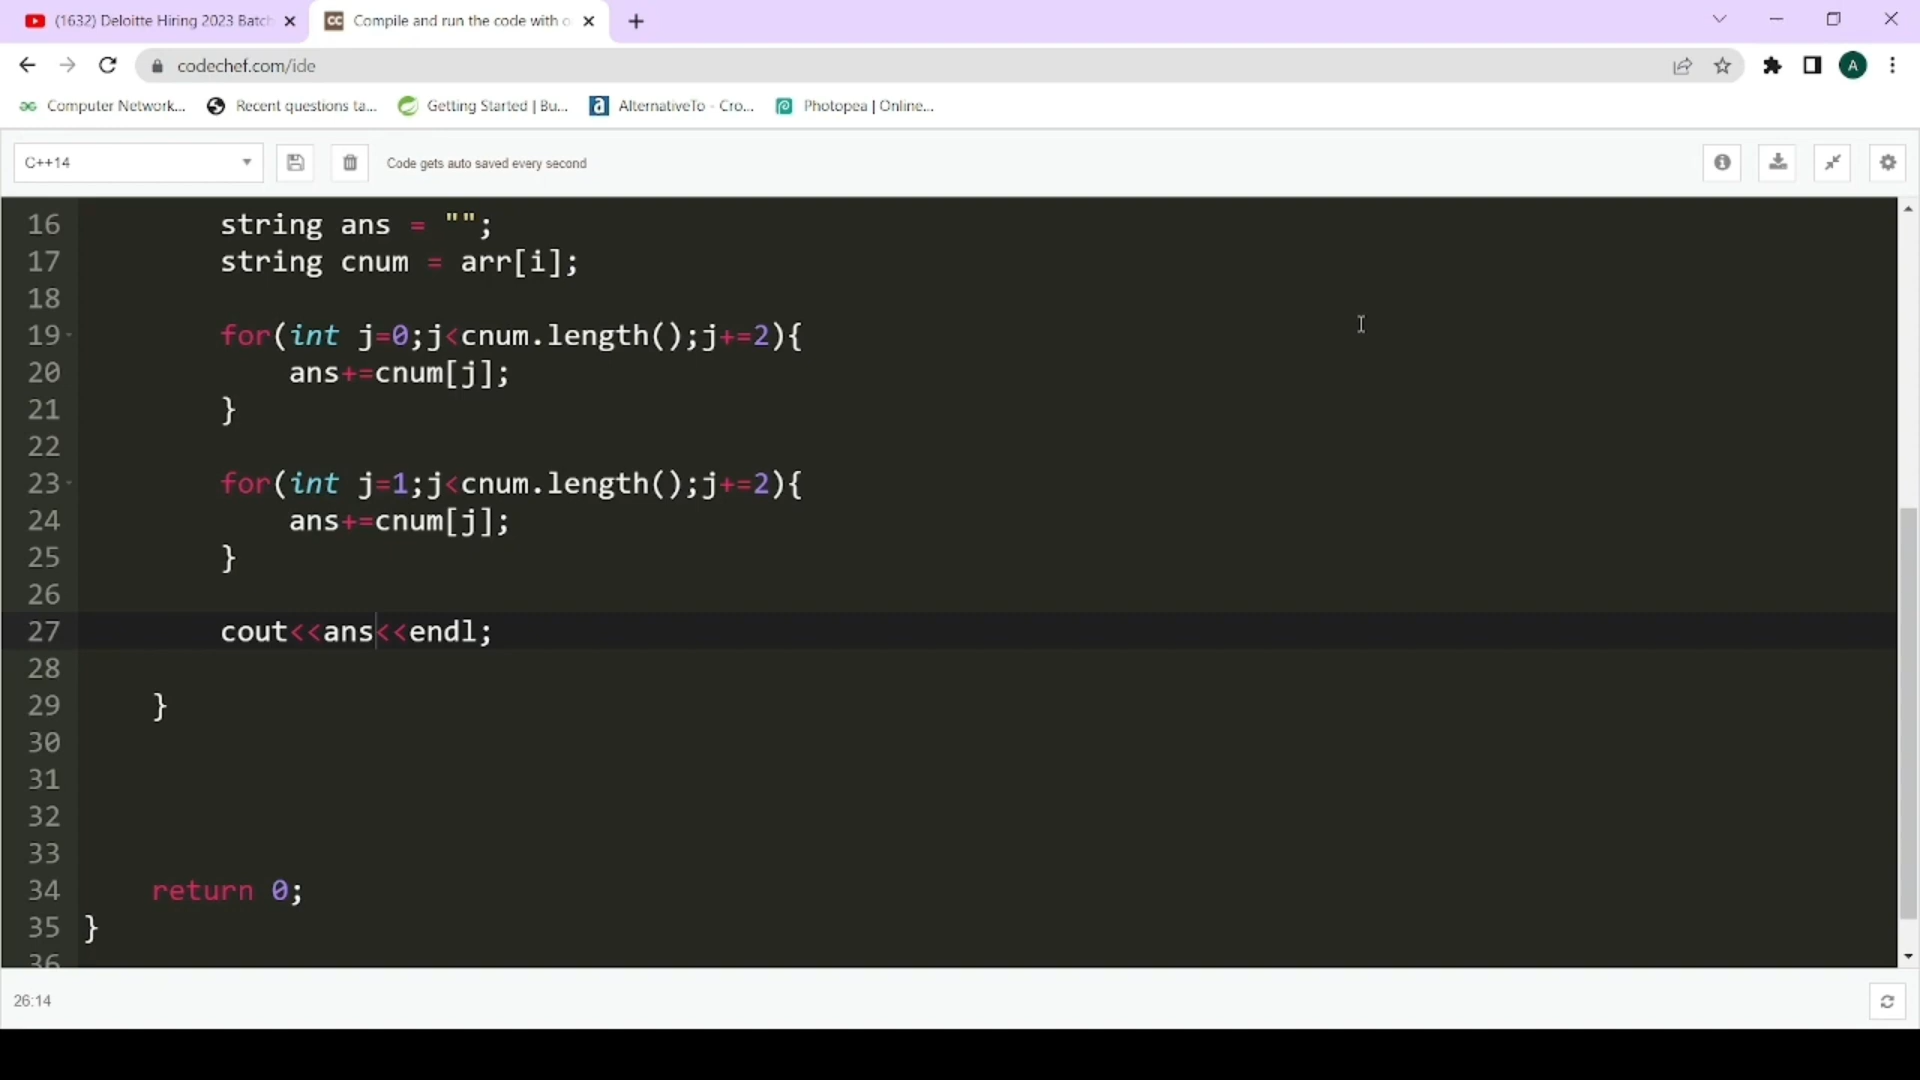 (1632) Deloitte Hiring 2023 Batch
CC Compile and run the code with o
codechef.com/ide
A
Computer Network...
Recent questions ta...
Getting Started | Bu...
a AlternativeTo - Cro...
Photopea | Online...
C++14
Code gets auto saved every second
16 string ans = "";
17 string cnum = arr[i];
18
19 for(int j=0;j<cnum.length();j+=2){
20 ans+=cnum[j];
21 }
22
23 for(int j=1;j<cnum.length();j+=2){
24 ans+=cnum[j];
25 }
26
27 cout<<ans<<endl;
28
29 }
30
31
32
33
34 return 0;
35 }
36
26:14